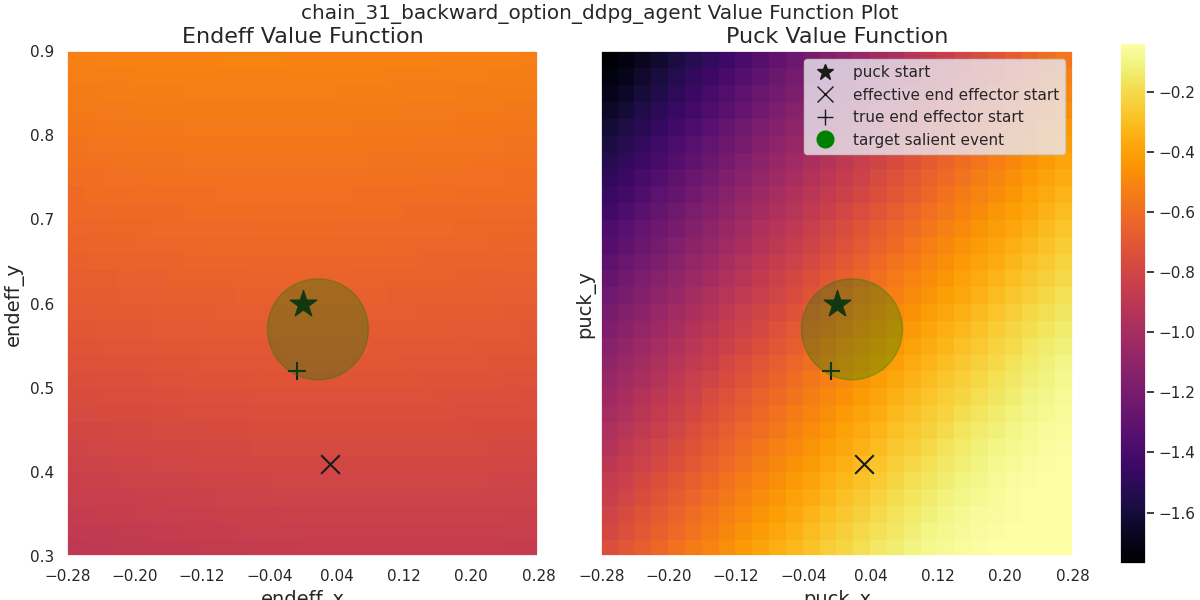 chain_31_backward_option_ddpg_agent Value Function Plot
Endeff Value Function
Puck Value Function
0.9
0.8
0.7
0.6
0.5
0.4
0.3
endeff_y
−0.28 −0.20 −0.12 −0.04 0.04 0.12 0.20 0.28
endeff_x
puck_y
puck start
effective end effector start
true end effector start
target salient event
−0.28 −0.20 −0.12 −0.04 0.04 0.12 0.20 0.28
puck_x
−0.2
−0.4
−0.6
−0.8
−1.0
−1.2
−1.4
−1.6